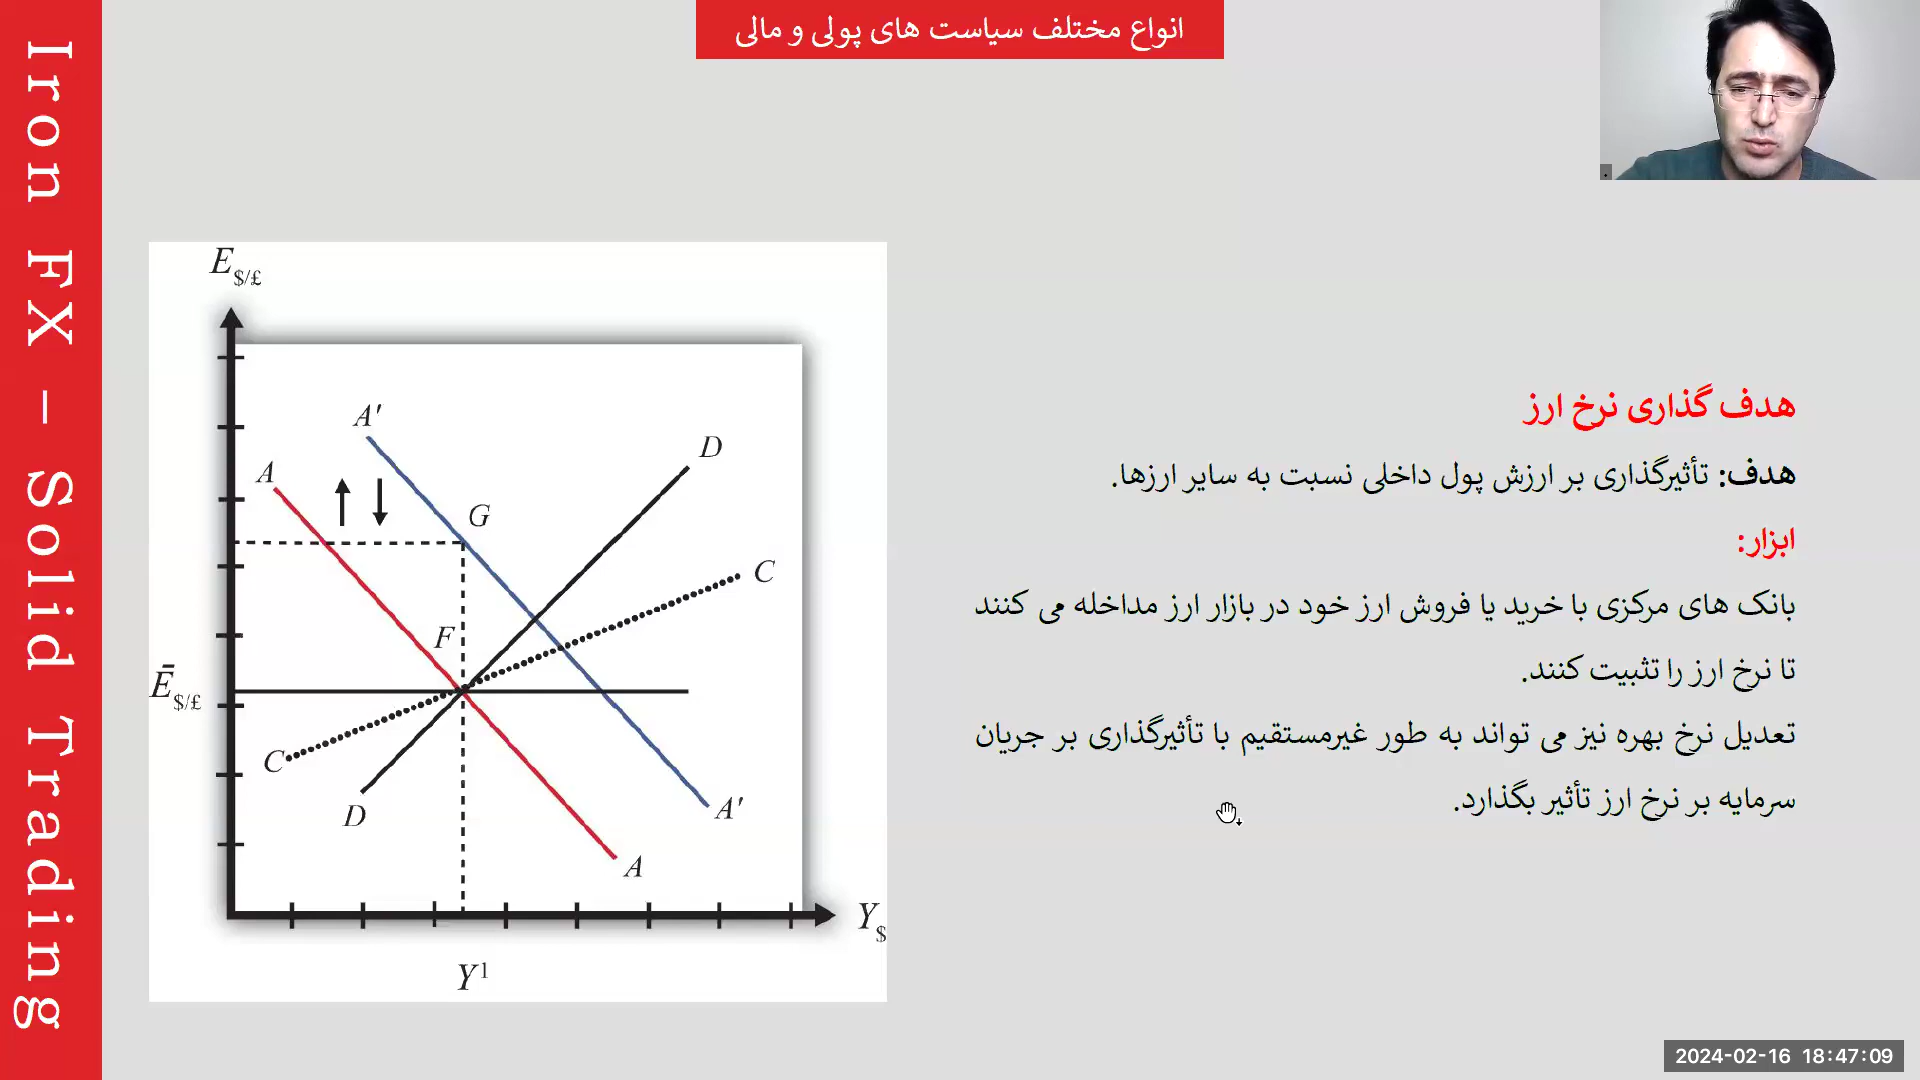 انواع مختلف سیاست های پولی و مالی
Iron FX – Solid Trading
هدف گذاری نرخ ارز
هدف: تأثیرگذاری بر ارزش پول داخلی نسبت به سایر ارزها.
ابزار:
بانک های مرکزی با خرید یا فروش ارز خود در بازار ارز مداخله می کنند
تا نرخ ارز را تثبیت کنند.
تعدیل نرخ بهره نیز می تواند به طور غیرمستقیم با تأثیرگذاری بر جریان
سرمایه بر نرخ ارز تأثیر بگذارد.
E$/£
A'
D
A
G
C
F
Ē$/£
C
D
A'
A
Y$
Y¹
2024-02-16 18:47:09